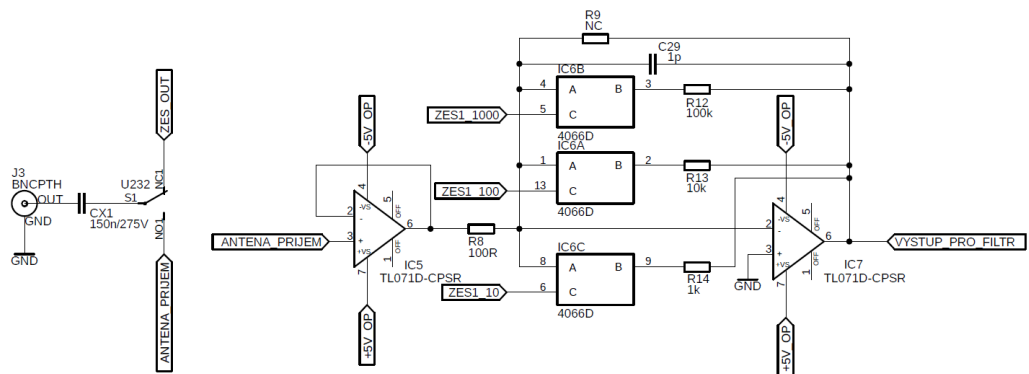 R9
NC
C29
1p
IC6B
4
A
B
3
5
C
R12
100k
ZES1_1000
4066D
IC6A
1
A
B
2
13
C
R13
10k
ZES1_100
4066D
IC6C
8
A
B
9
6
C
R14
1k
ZES1_10
4066D
ZES_OUT
J3
BNCPTH
OUT
GND
GND
CX1
150n/275V
U232
S1
NC1
NO1
ANTENA_PRIJEM
-5V_OP
4
-VS
5
OFF
2
-
6
3
+
+VS
OFF
7
1
ANTENA_PRIJEM
IC5
TL071D-CPSR
+5V_OP
R8
100R
-5V_OP
4
-VS
5
OFF
2
-
6
3
+
+VS
OFF
7
1
GND
IC7
TL071D-CPSR
+5V_OP
VYSTUP_PRO_FILTR